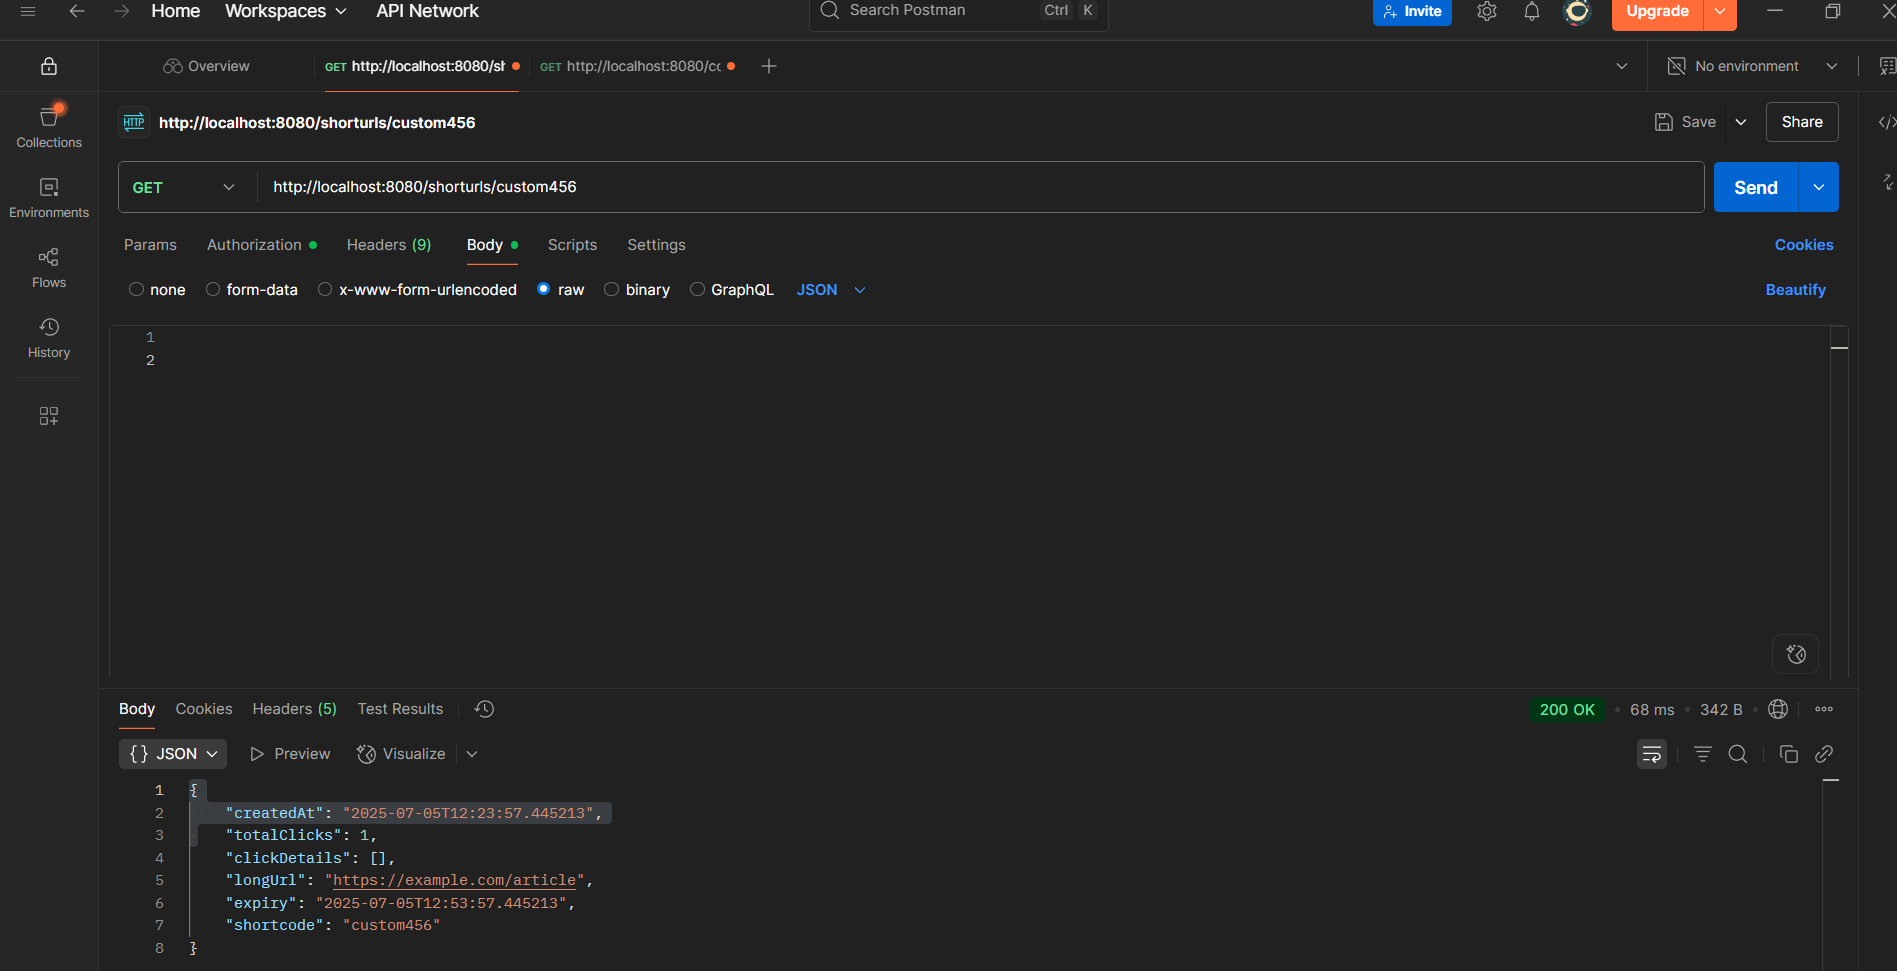 Home Workspaces API Network Search Postman Ctrl K Invite Upgrade
Overview GET http://localhost:8080/sh GET http://localhost:8080/cc No environment
Collections
Environments
Flows
History
HTTP http://localhost:8080/shorturls/custom456 Save Share
GET http://localhost:8080/shorturls/custom456 Send
Params Authorization Headers (9) Body Scripts Settings Cookies
none form-data x-www-form-urlencoded raw binary GraphQL JSON Beautify
1
2
Body Cookies Headers (5) Test Results 200 OK • 68 ms • 342 B •
{} JSON Preview Visualize
1 {
2 "createdAt": "2025-07-05T12:23:57.445213",
3 "totalClicks": 1,
4 "clickDetails": [],
5 "longUrl": "https://example.com/article",
6 "expiry": "2025-07-05T12:53:57.445213",
7 "shortcode": "custom456"
8 }